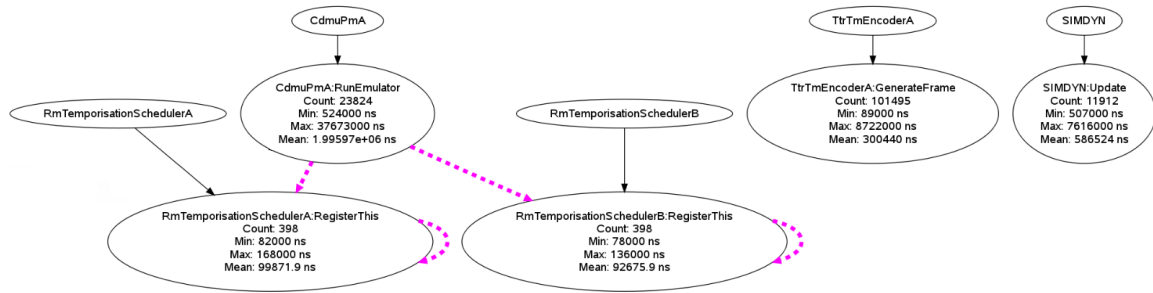 CdmuPmA
TtrTmEncoderA
SIMDYN
CdmuPmA:RunEmulator
Count: 23824
Min: 524000 ns
Max: 37673000 ns
Mean: 1.99597e+06 ns
TtrTmEncoderA:GenerateFrame
Count: 101495
Min: 89000 ns
Max: 8722000 ns
Mean: 300440 ns
SIMDYN:Update
Count: 11912
Min: 507000 ns
Max: 7616000 ns
Mean: 586524 ns
RmTemporisationSchedulerA
RmTemporisationSchedulerB
RmTemporisationSchedulerA:RegisterThis
Count: 398
Min: 82000 ns
Max: 168000 ns
Mean: 99871.9 ns
RmTemporisationSchedulerB:RegisterThis
Count: 398
Min: 78000 ns
Max: 136000 ns
Mean: 92675.9 ns